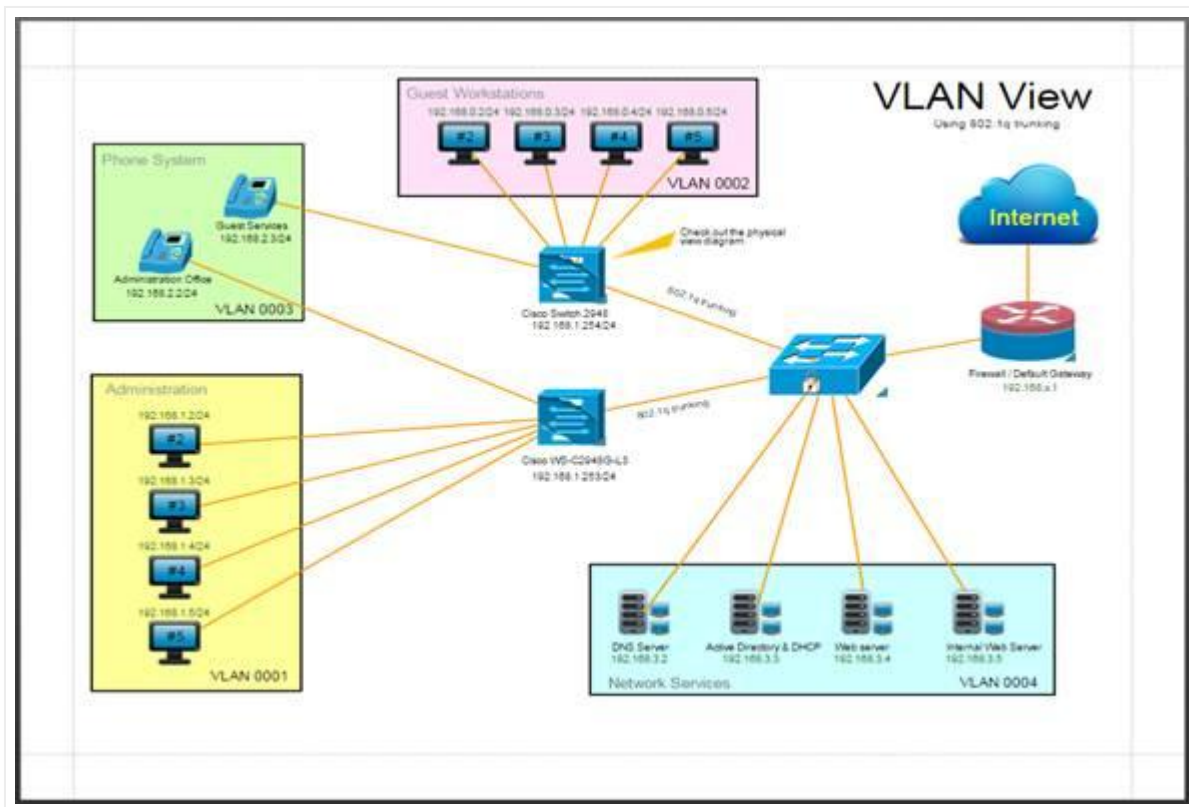 VLAN View
Using 802.1q trunking
Guest Workstations
192.168.0.2/24 192.168.0.3/24 192.168.0.4/24 192.168.0.5/24
#2 #3 #4 #5
VLAN 0002
Phone System
Guest Services
192.168.2.3/24
Administration Office
192.168.2.2/24
VLAN 0003
Internet
Check out the physical
view diagram
Cisco Switch 2948
192.168.1.254/24
802.1q trunking
Firewall / Default Gateway
192.168.x.1
Administration
192.168.1.2/24
#2
192.168.1.3/24
#3
192.168.1.4/24
#4
192.168.1.5/24
#5
VLAN 0001
802.1q trunking
Cisco WS-C2948G-L3
192.168.1.253/24
DNS Server
192.168.3.2
Active Directory & DHCP
192.168.3.3
Web server
192.168.3.4
Internal Web Server
192.168.3.5
Network Services
VLAN 0004